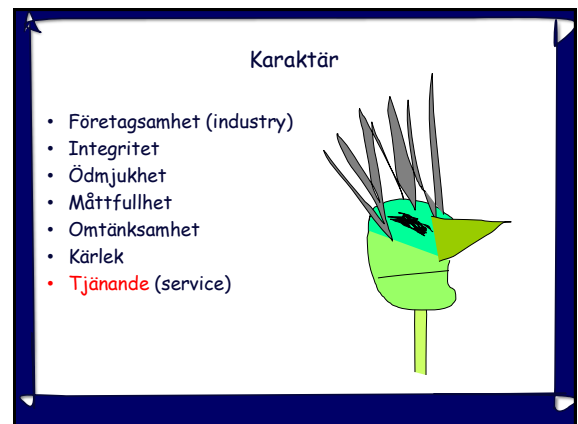 Karaktär
• Företagsamhet (industry)
• Integritet
• Ödmjukhet
• Måttfullhet
• Omtänksamhet
• Kärlek
• Tjänande (service)